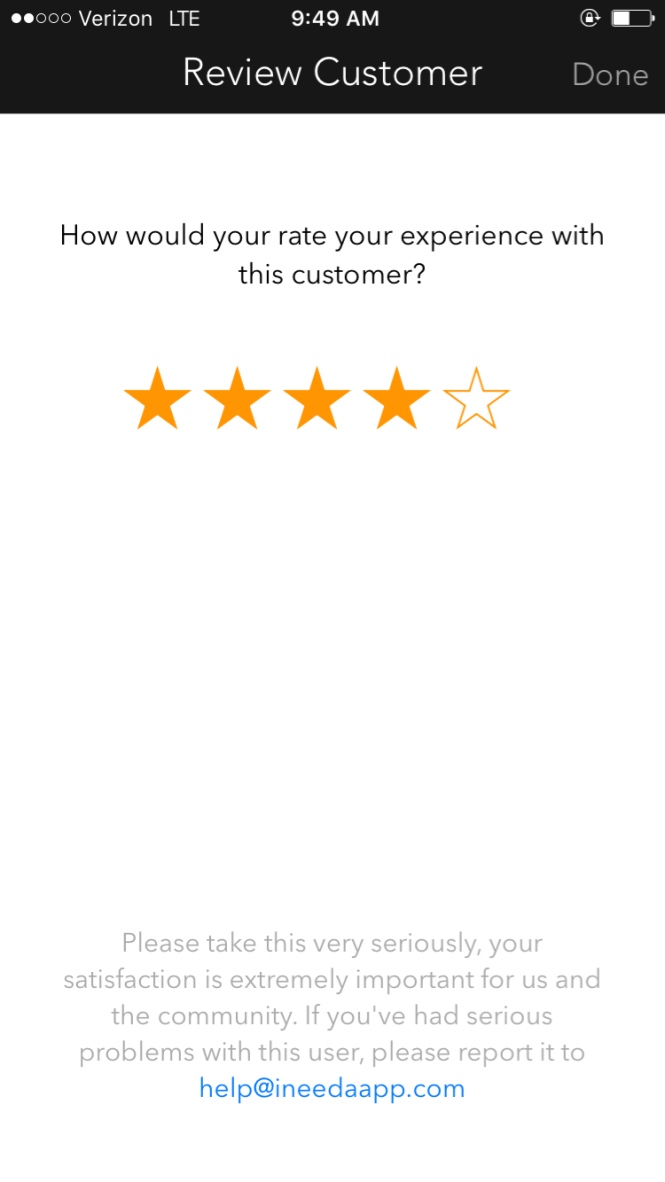 Verizon LTE 9:49 AM
Review Customer Done
How would your rate your experience with
this customer?
Please take this very seriously, your
satisfaction is extremely important for us and
the community. If you've had serious
problems with this user, please report it to
help@ineedaapp.com